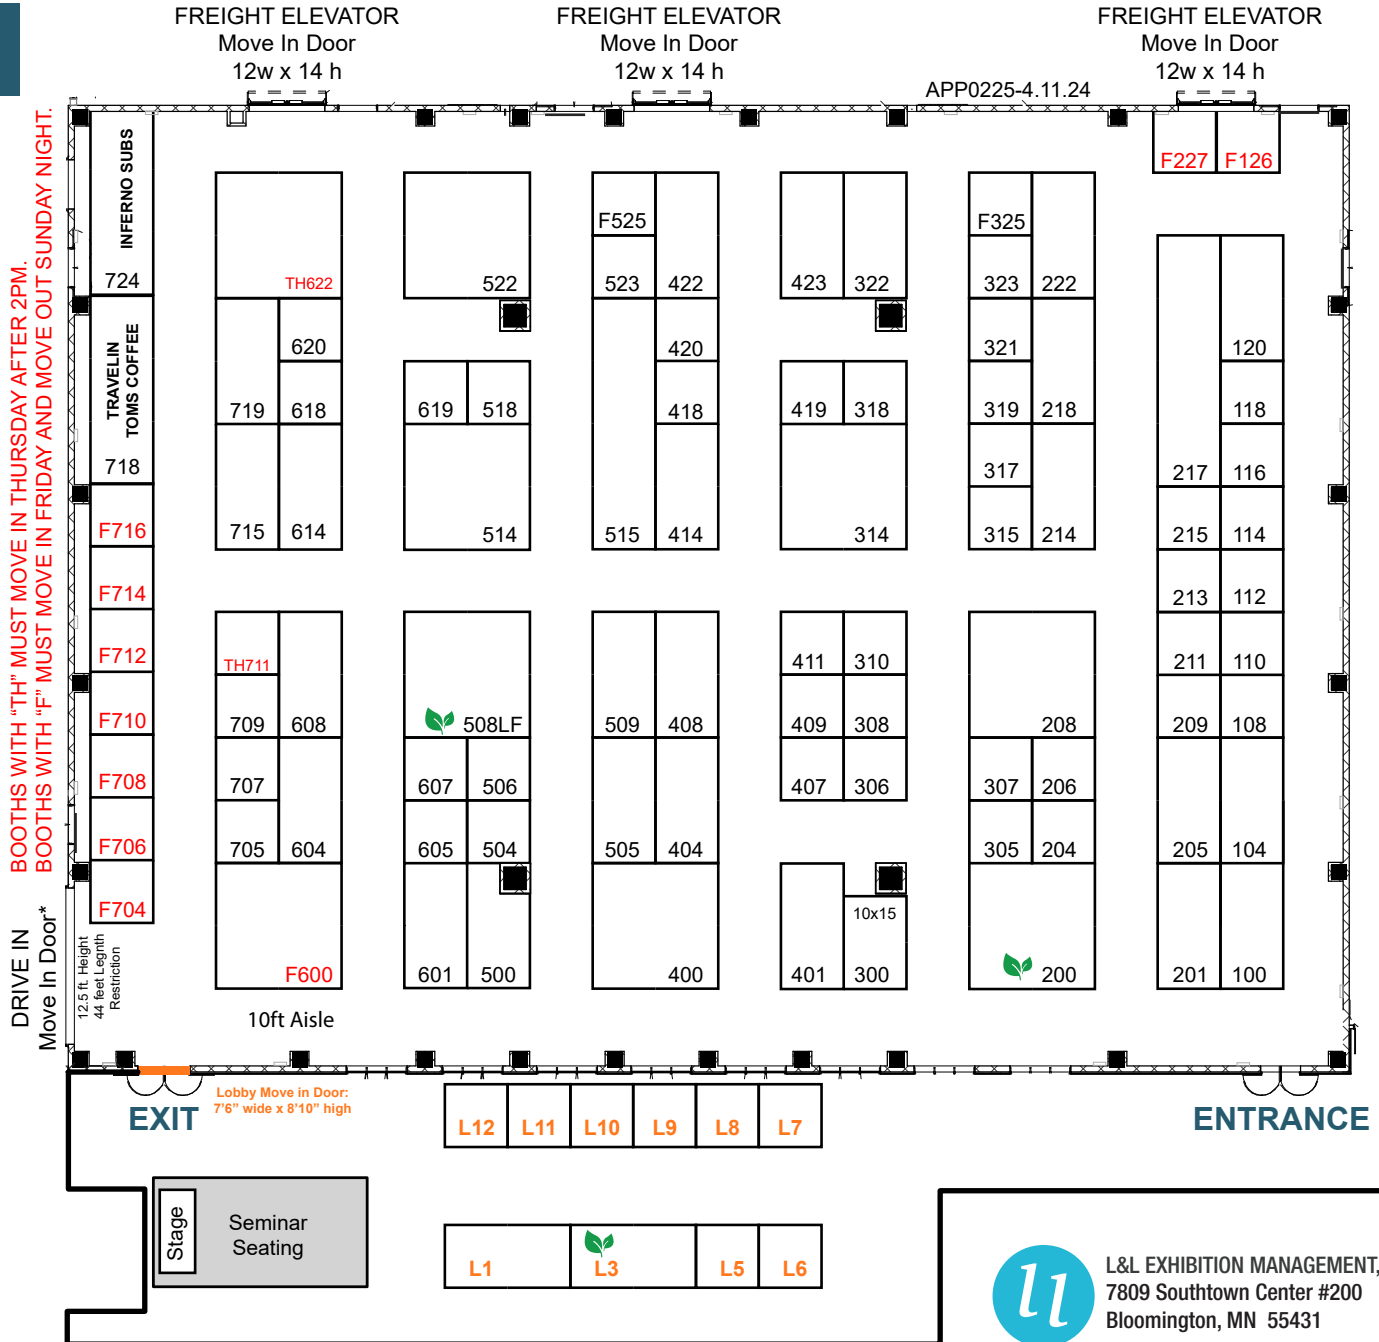 FREIGHT ELEVATOR
Move In Door
12w x 14 h
FREIGHT ELEVATOR
Move In Door
12w x 14 h
FREIGHT ELEVATOR
Move In Door
12w x 14 h
APP0225-4.11.24
BOOTHS WITH "TH" MUST MOVE IN THURSDAY AFTER 2PM.
BOOTHS WITH "F" MUST MOVE IN FRIDAY AND MOVE OUT SUNDAY NIGHT.
INFERNO SUBS
724
TRAVELIN
TOMS COFFEE
718
F716
F714
F712
F710
F708
F706
F704
DRIVE IN
Move In Door*
12.5 ft. Height
44 feet Legnth
Restriction
TH622
620
719
618
715
614
TH711
709
608
707
705
604
F600
10ft Aisle
522
619
518
514
508LF
607
506
605
504
601
500
F525
523
422
420
418
515
414
509
408
505
404
400
423
322
419
318
314
411
310
409
308
407
306
10x15
401
300
F325
323
222
321
319
218
317
315
214
208
307
206
305
204
200
F227
F126
120
118
217
116
215
114
213
112
211
110
209
108
205
104
201
100
EXIT
Lobby Move in Door:
7'6" wide x 8'10" high
ENTRANCE
L12
L11
L10
L9
L8
L7
Stage
Seminar
Seating
L1
L3
L5
L6
ll
L&L EXHIBITION MANAGEMENT,
7809 Southtown Center #200
Bloomington, MN 55431